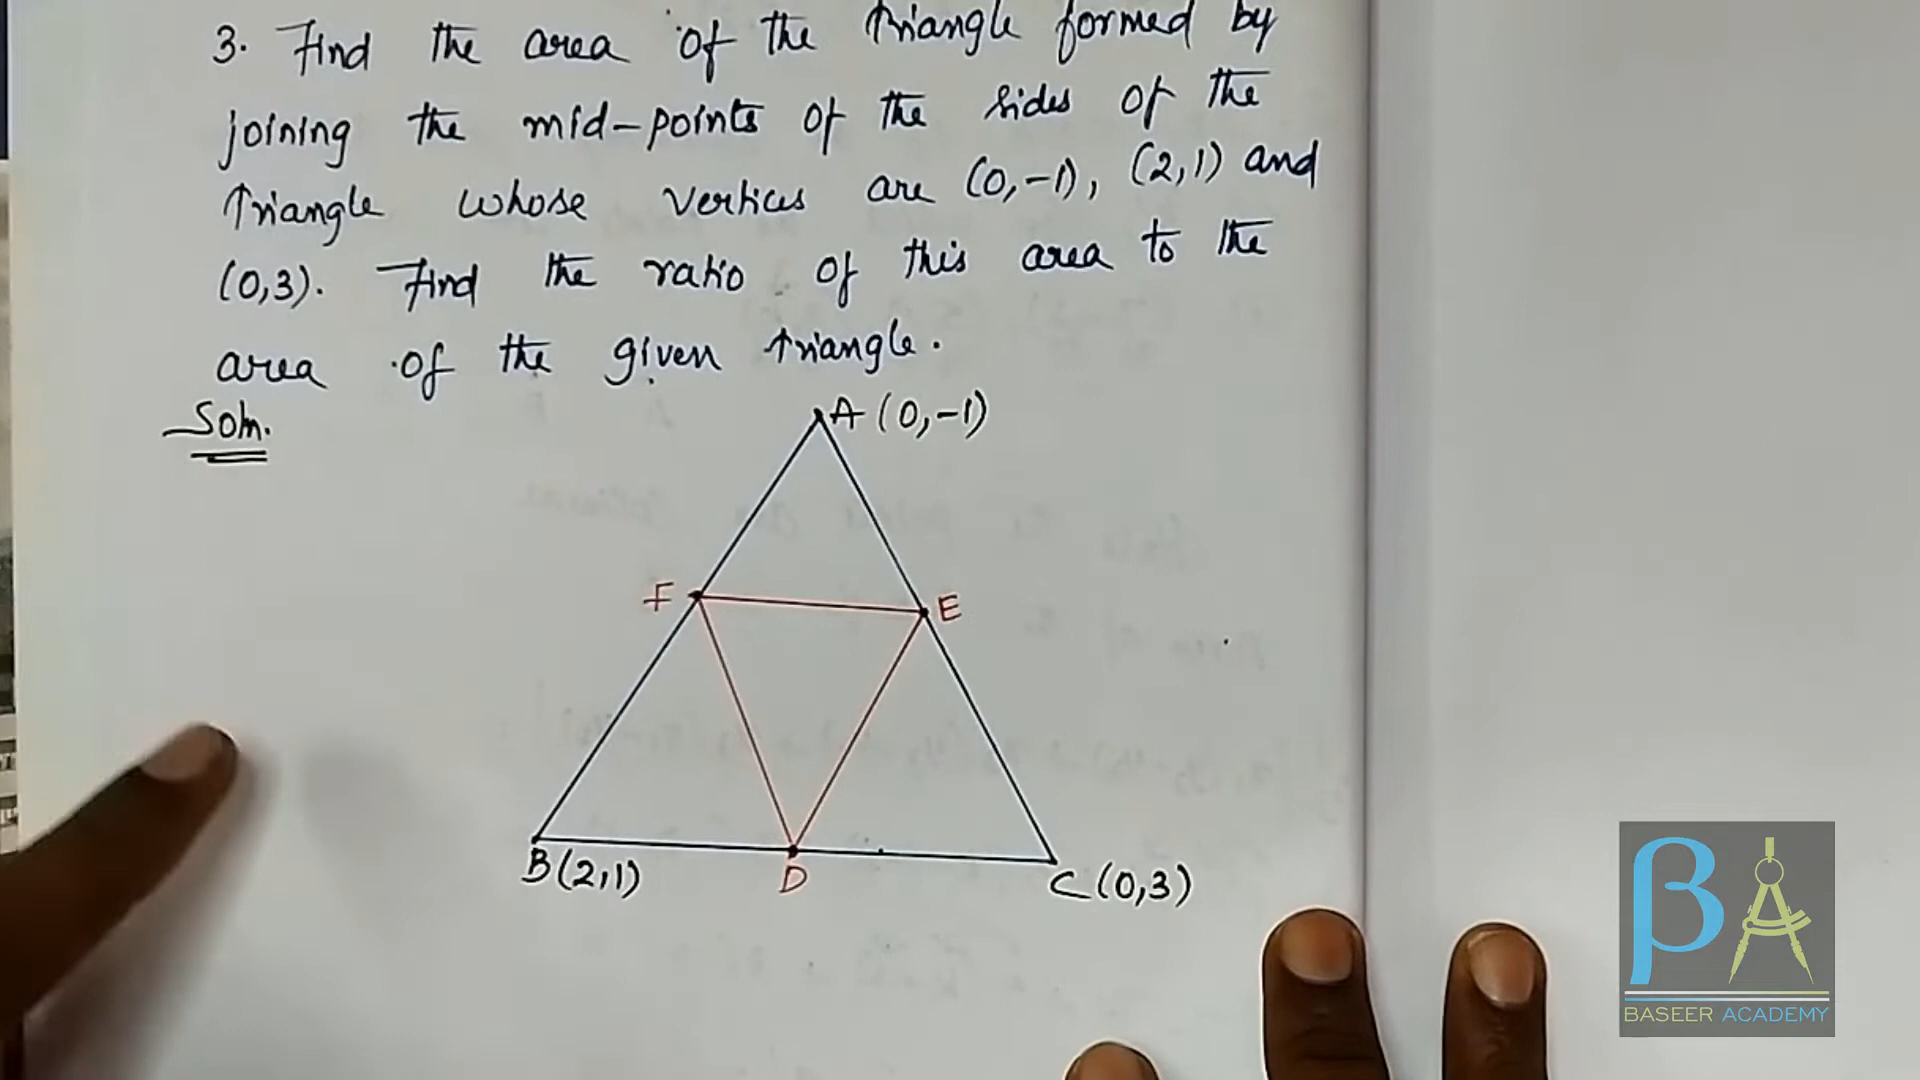 3. Find the area of the triangle formed by
joining the mid-points of the sides of the
triangle whose vertices are (0,-1), (2,1) and
(0,3). Find the ratio of this area to the
area of the given triangle.
Soln.
A (0,-1)
F
E
B(2,1)
D
C (0,3)
BA
BASEER ACADEMY